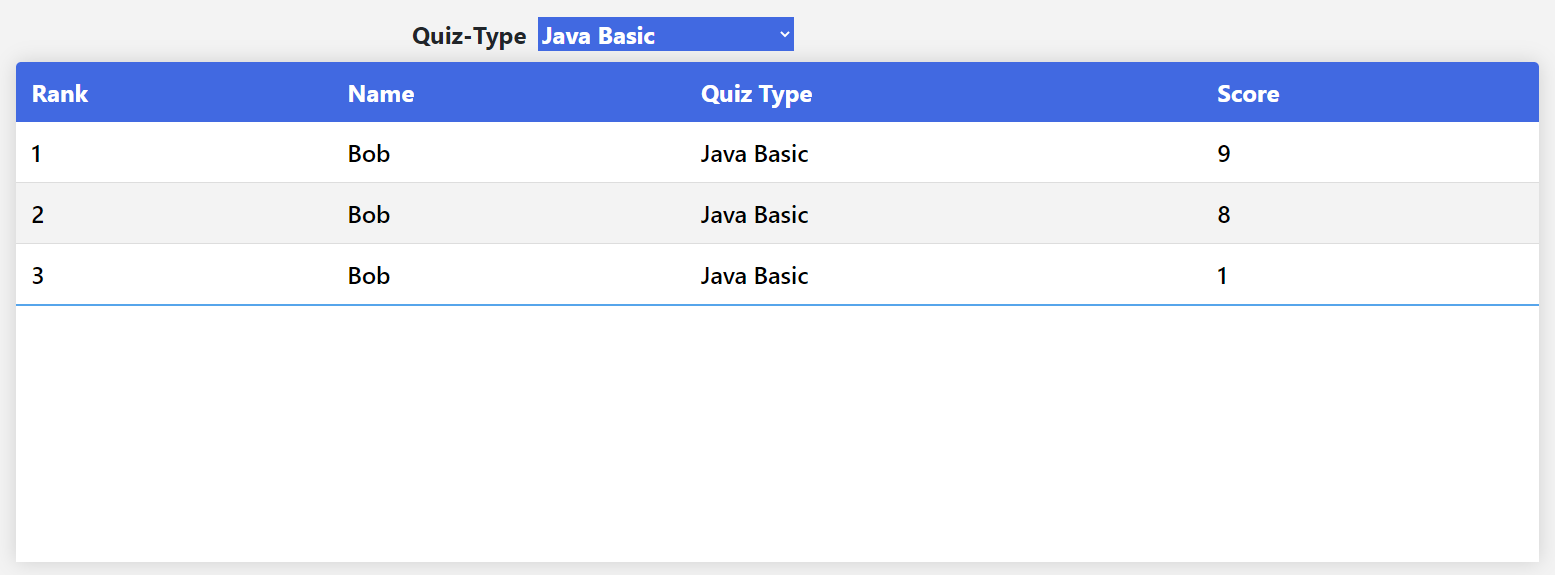 Quiz-Type Java Basic
Rank Name Quiz Type Score
1 Bob Java Basic 9
2 Bob Java Basic 8
3 Bob Java Basic 1